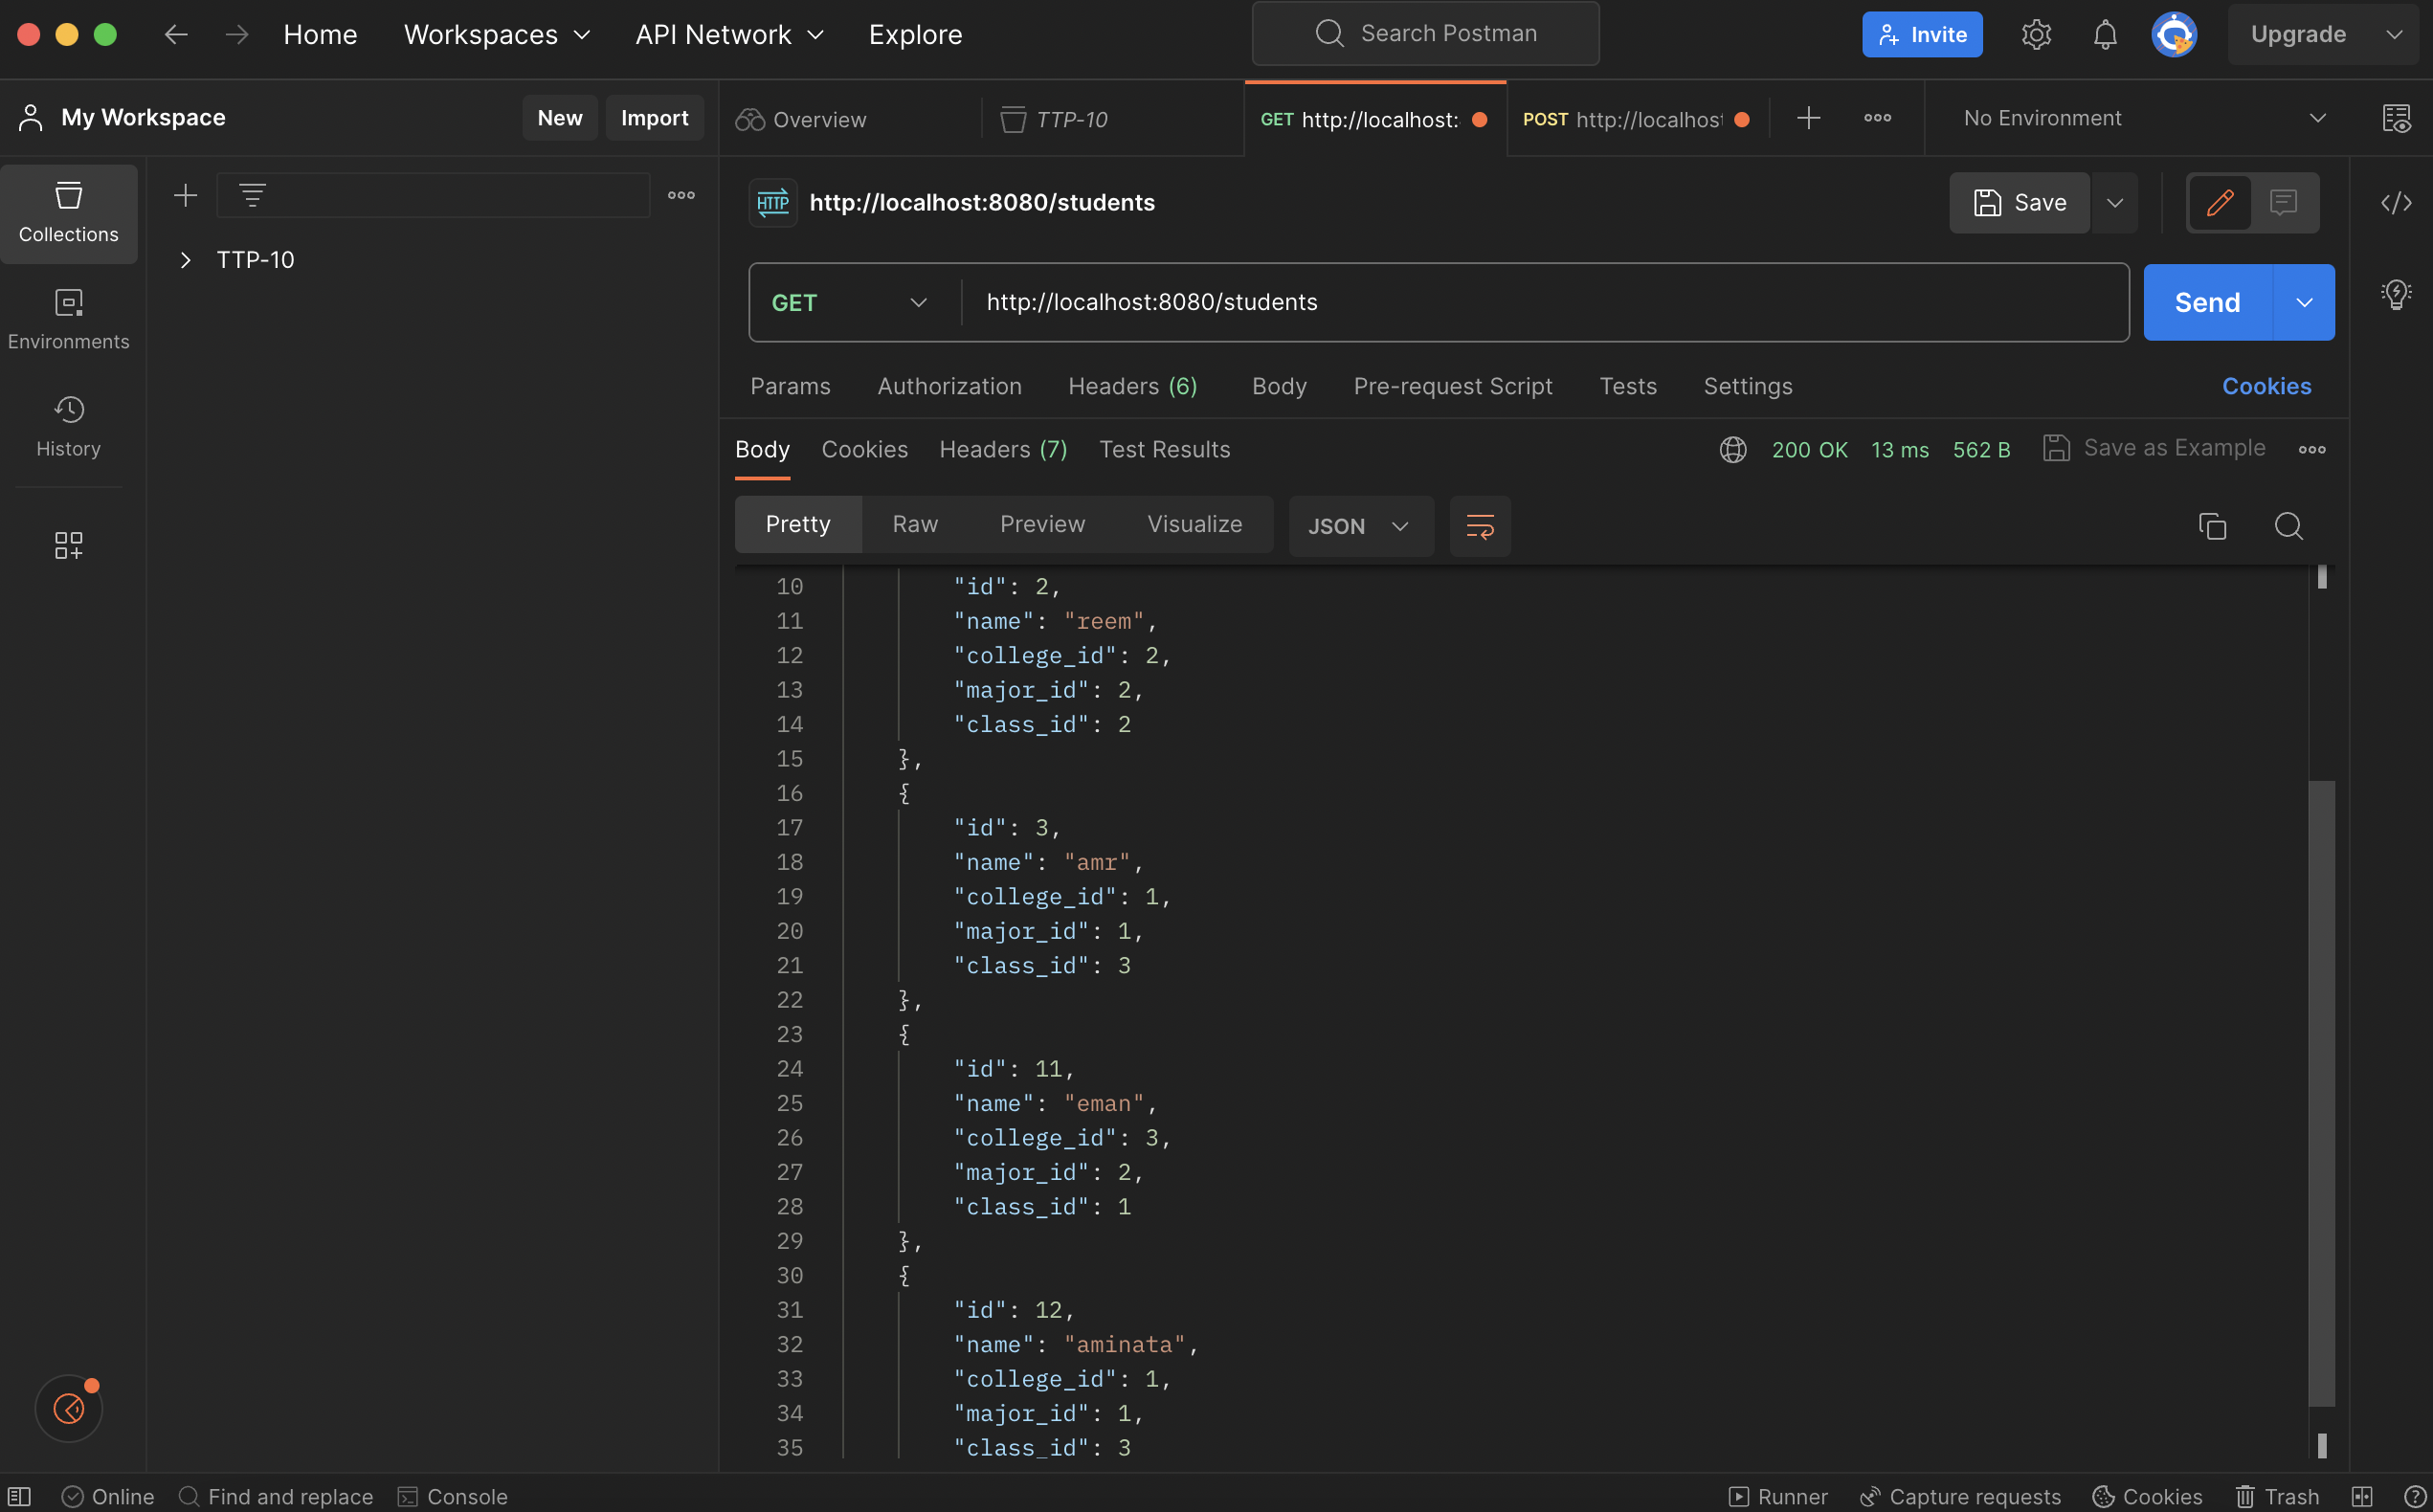 Home Workspaces API Network Explore Search Postman Invite Upgrade
My Workspace New Import Overview TTP-10 GET http://localhost: POST http://localhost No Environment
Collections
Environments
History
TTP-10
HTTP http://localhost:8080/students Save
GET http://localhost:8080/students Send
Params Authorization Headers (6) Body Pre-request Script Tests Settings Cookies
Body Cookies Headers (7) Test Results 200 OK 13 ms 562 B Save as Example
Pretty Raw Preview Visualize JSON
10 "id": 2,
11 "name": "reem",
12 "college_id": 2,
13 "major_id": 2,
14 "class_id": 2
15 },
16 {
17 "id": 3,
18 "name": "amr",
19 "college_id": 1,
20 "major_id": 1,
21 "class_id": 3
22 },
23 {
24 "id": 11,
25 "name": "eman",
26 "college_id": 3,
27 "major_id": 2,
28 "class_id": 1
29 },
30 {
31 "id": 12,
32 "name": "aminata",
33 "college_id": 1,
34 "major_id": 1,
35 "class_id": 3
Online Find and replace Console Runner Capture requests Cookies Trash